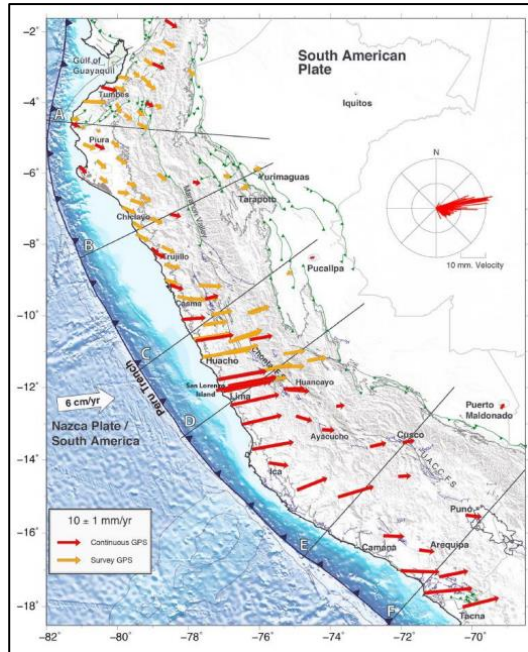 −2°
−4°
−6°
−8°
−10°
−12°
−14°
−16°
−18°
−82
−80
−78
−76
−74
−72
−70
South American
Plate
Gulf of
Guayaquil
Tumbes
Iquitos
A
Piura
N
Yurimaguas
Tarapoto
Marañon Valley
Chiclayo
10 mm. Velocity
B
Trujillo
Pucallpa
Casma
C
Huacho
Chonta F.
Huancayo
San Lorenzo
Island
Lima
Peru Trench
6 cm/yr
D
Nazca Plate /
South America
Puerto
Maldonado
Ayacucho
Cusco
Ica
U.A.C.C.F.S
Puno
10 ± 1 mm/yr
Continuous GPS
Survey GPS
E
Camana
Arequipa
F
Tacna